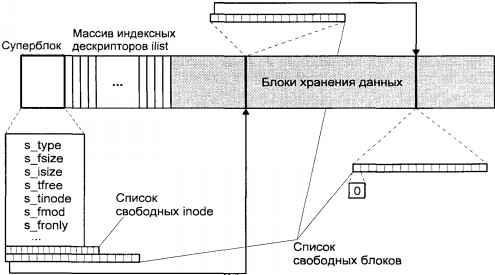 Суперблок
Массив индексных
дескрипторов ilist
...
Блоки хранения данных
s_type
s_fsize
s_isize
s_tfree
s_tinode
s_fmod
s_fronly
...
Список
свободных inode
0
Список
свободных блоков